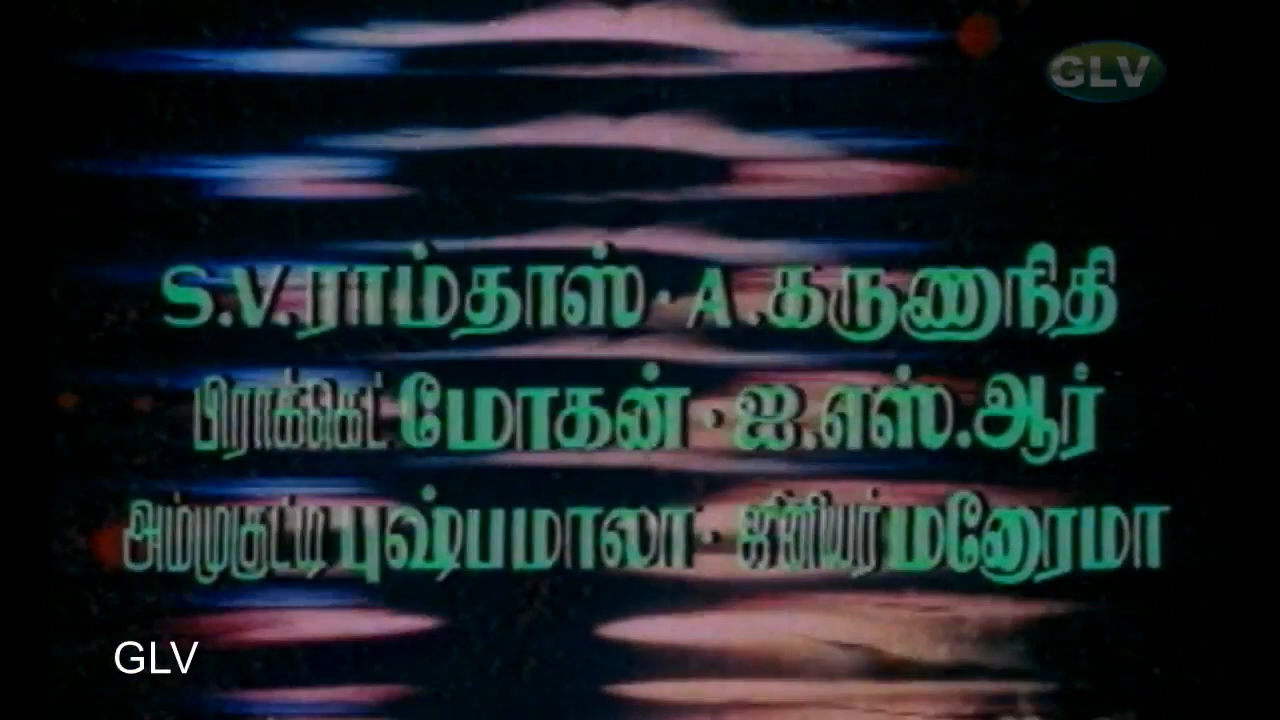 GLV
S.V.ராம்தாஸ் · A.கருணாநிதி
பிராக்கெட் மோகன் · ஐ.எஸ்.ஆர்
அம்முகுட்டி புஷ்பமாலா · ஜூனியர் மனோரமா
GLV